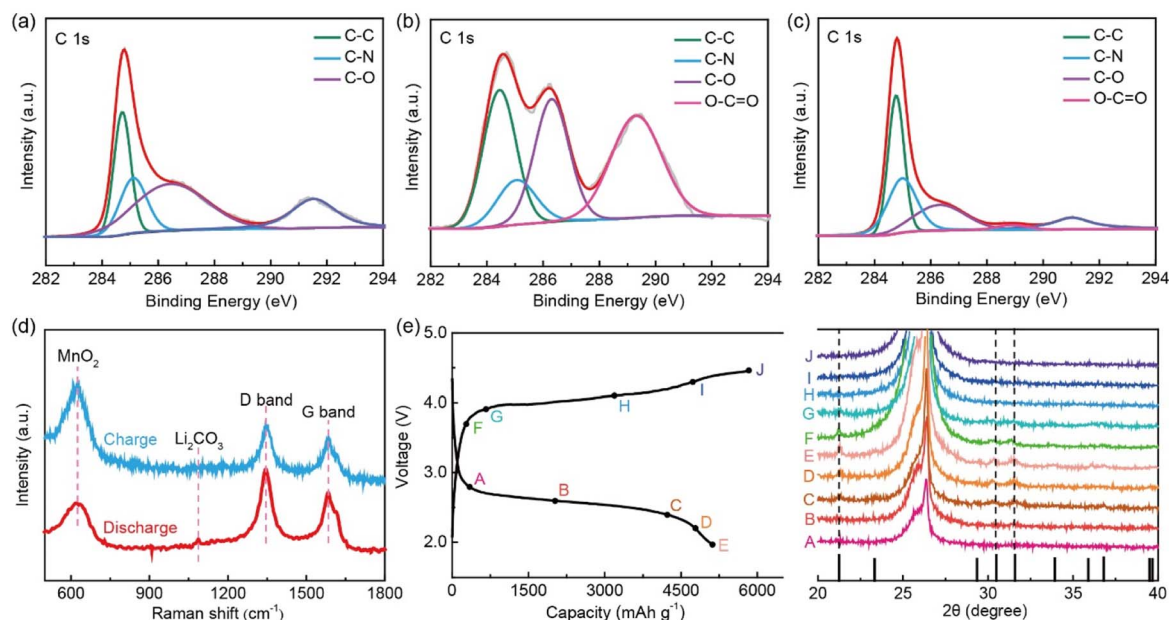 (a)
C 1s
C-C
C-N
C-O
Intensity (a.u.)
282 284 286 288 290 292 294
Binding Energy (eV)
(b)
C 1s
C-C
C-N
C-O
O-C=O
Intensity (a.u.)
282 284 286 288 290 292 294
Binding Energy (eV)
(c)
C 1s
C-C
C-N
C-O
O-C=O
Intensity (a.u.)
282 284 286 288 290 292 294
Binding Energy (eV)
(d)
MnO₂
D band
G band
Li₂CO₃
Charge
Discharge
Intensity (a.u.)
600 900 1200 1500 1800
Raman shift (cm⁻¹)
(e)
5.0
4.0
3.0
2.0
Voltage (V)
J
I
H
G
F
A
B
C
D
E
0 1500 3000 4500 6000
Capacity (mAh g⁻¹)
J
I
H
G
F
E
D
C
B
A
20 25 30 35 40
2θ (degree)